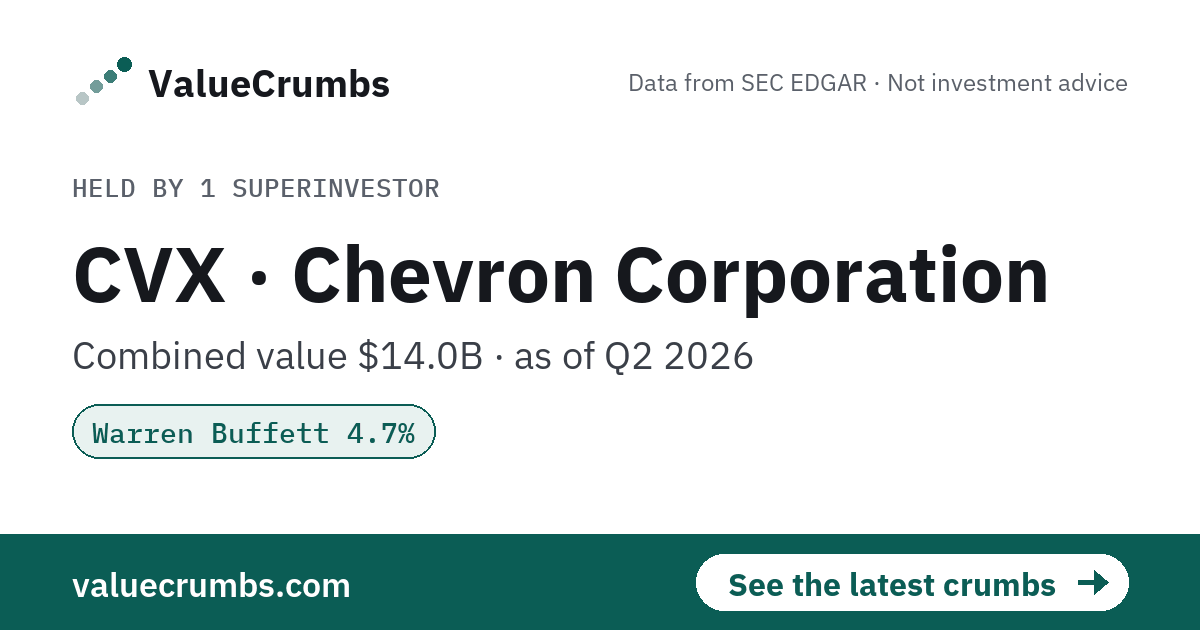 ValueCrumbs
Data from SEC EDGAR · Not investment advice
HELD BY 1 SUPERINVESTOR
CVX · Chevron Corporation
Combined value $14.0B · as of Q2 2026
Warren Buffett 4.7%
valuecrumbs.com
See the latest crumbs →